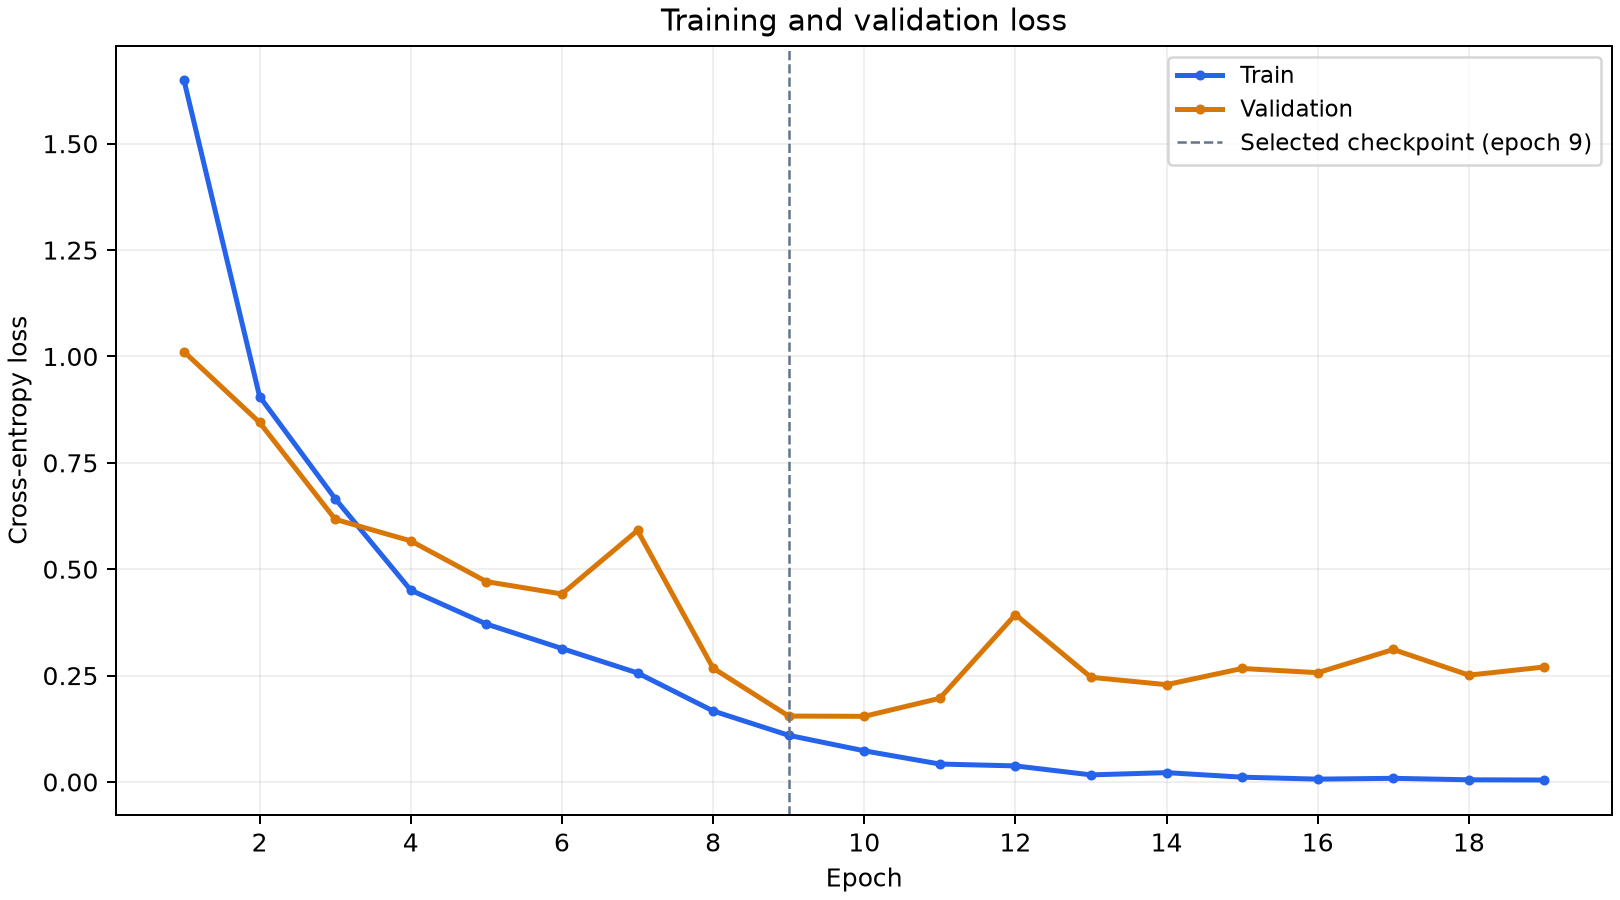 Training and validation loss
Train
Validation
Selected checkpoint (epoch 9)
Cross-entropy loss
1.50
1.25
1.00
0.75
0.50
0.25
0.00
2 4 6 8 10 12 14 16 18
Epoch